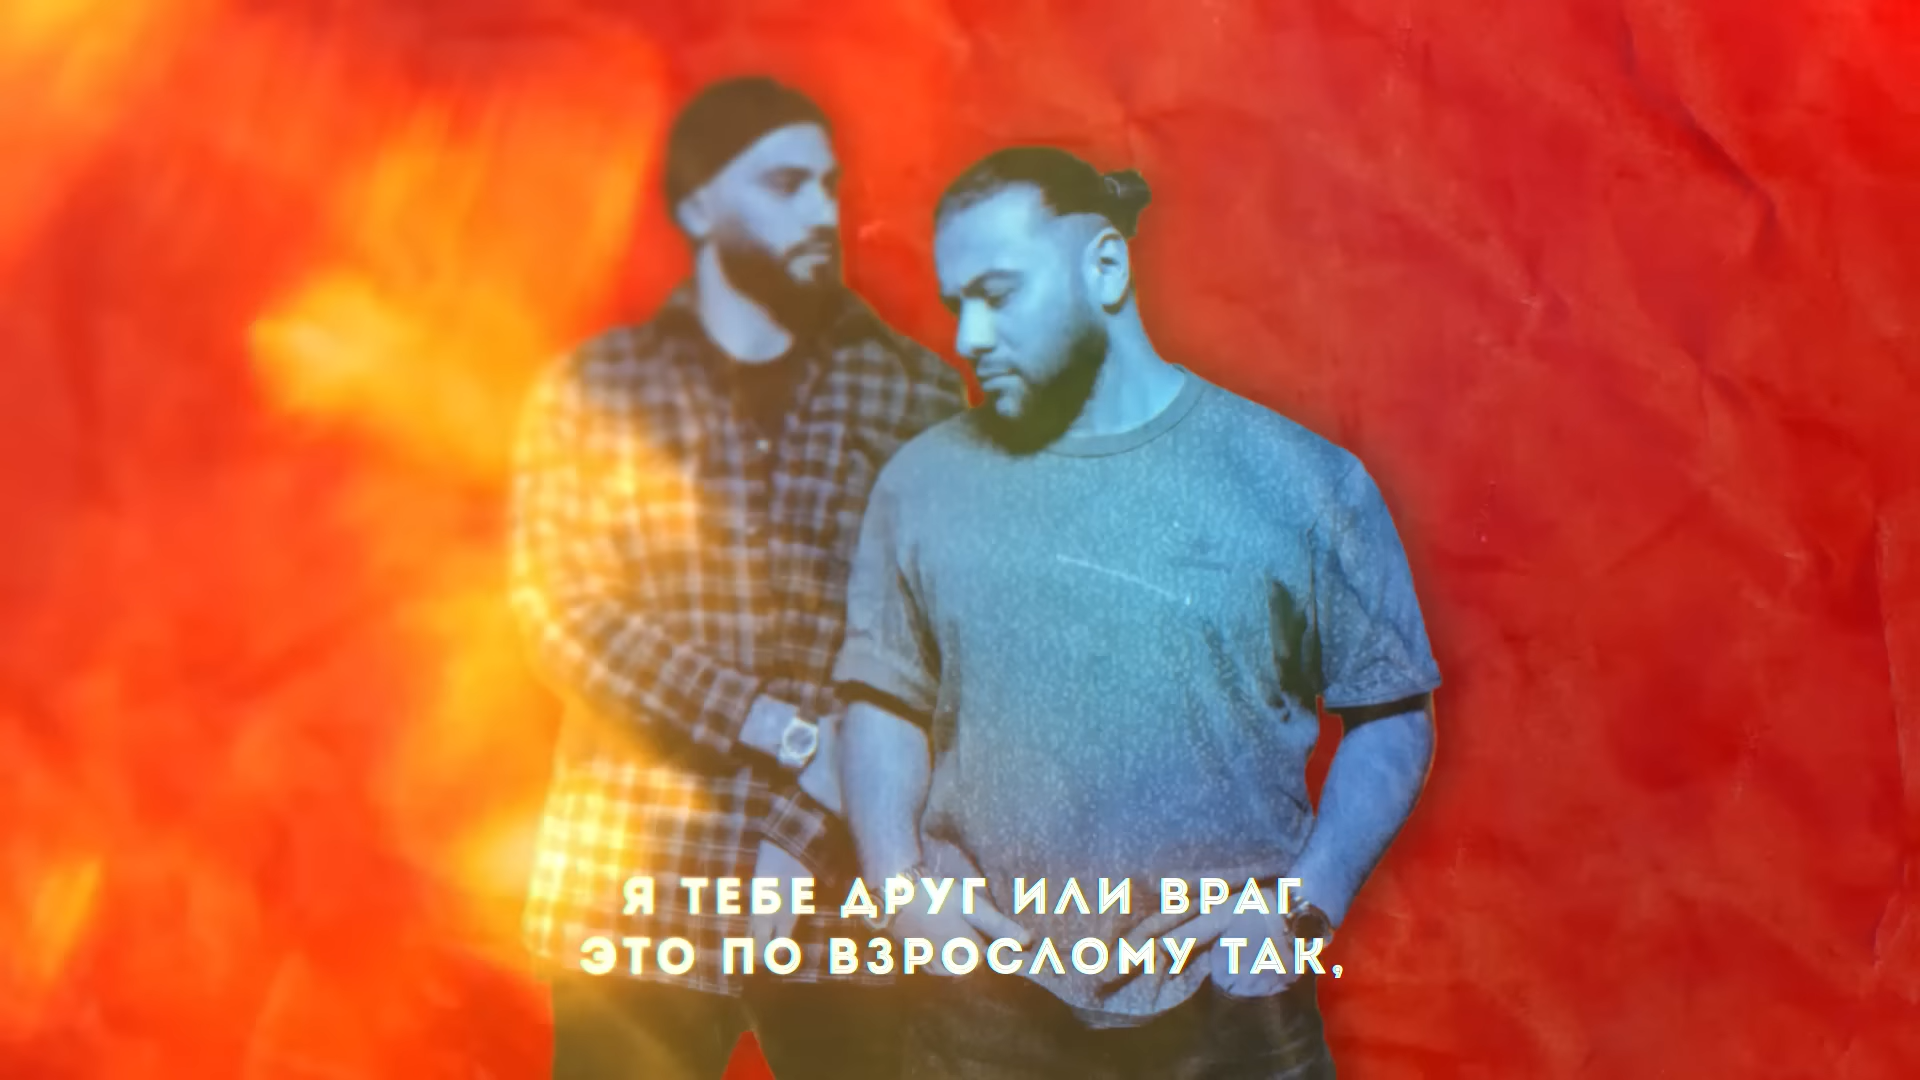 Я ТЕБЕ ДРУГ ИЛИ ВРАГ
ЭТО ПО ВЗРОСЛОМУ ТАК,